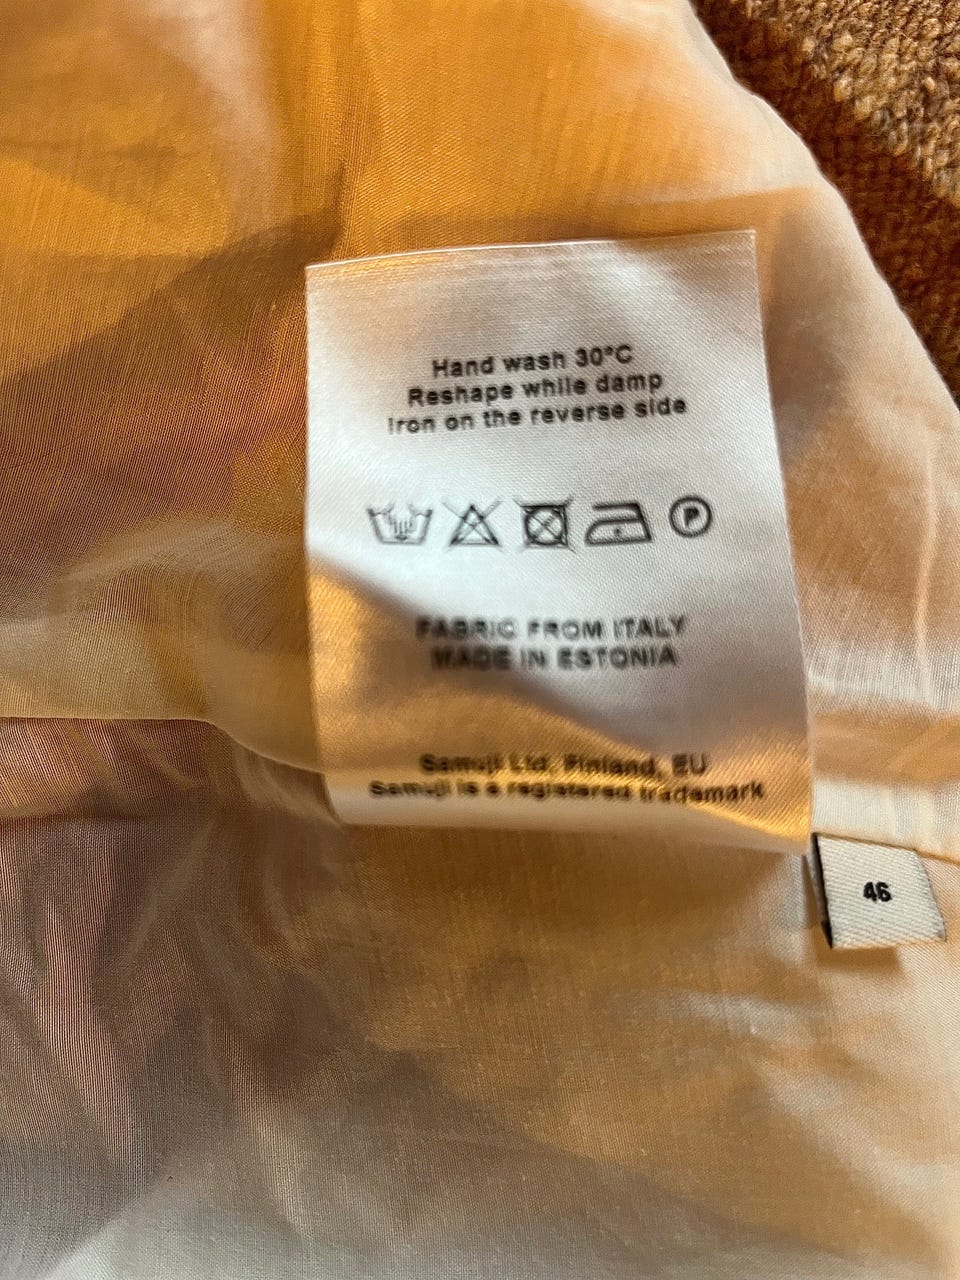 Hand wash 30°C
Reshape while damp
Iron on the reverse side
P
FABRIC FROM ITALY
MADE IN ESTONIA
Samuji Ltd, Finland, EU
Samuji is a registered trademark
46